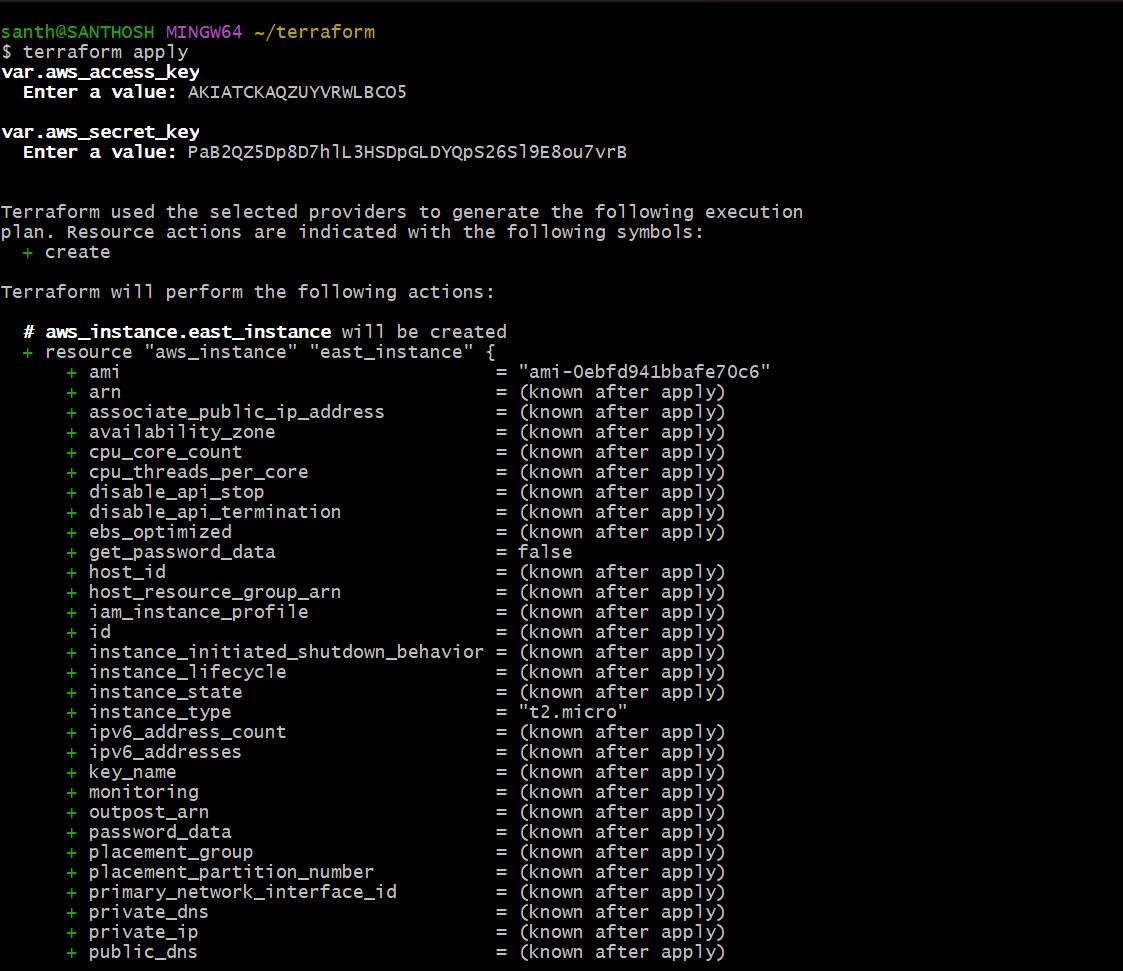 santh@SANTHOSH MINGW64 ~/terraform
$ terraform apply
var.aws_access_key
Enter a value: AKIATCKAQZUYVRWLBCO5
var.aws_secret_key
Enter a value: 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
Terraform used the selected providers to generate the following execution
plan. Resource actions are indicated with the following symbols:
+ create
Terraform will perform the following actions:
# aws_instance.east_instance will be created
+ resource "aws_instance" "east_instance" {
+ ami = "ami-0ebfd941bbafe70c6"
+ arn = (known after apply)
+ associate_public_ip_address = (known after apply)
+ availability_zone = (known after apply)
+ cpu_core_count = (known after apply)
+ cpu_threads_per_core = (known after apply)
+ disable_api_stop = (known after apply)
+ disable_api_termination = (known after apply)
+ ebs_optimized = (known after apply)
+ get_password_data = false
+ host_id = (known after apply)
+ host_resource_group_arn = (known after apply)
+ iam_instance_profile = (known after apply)
+ id = (known after apply)
+ instance_initiated_shutdown_behavior = (known after apply)
+ instance_lifecycle = (known after apply)
+ instance_state = (known after apply)
+ instance_type = "t2.micro"
+ ipv6_address_count = (known after apply)
+ ipv6_addresses = (known after apply)
+ key_name = (known after apply)
+ monitoring = (known after apply)
+ outpost_arn = (known after apply)
+ password_data = (known after apply)
+ placement_group = (known after apply)
+ placement_partition_number = (known after apply)
+ primary_network_interface_id = (known after apply)
+ private_dns = (known after apply)
+ private_ip = (known after apply)
+ public_dns = (known after apply)